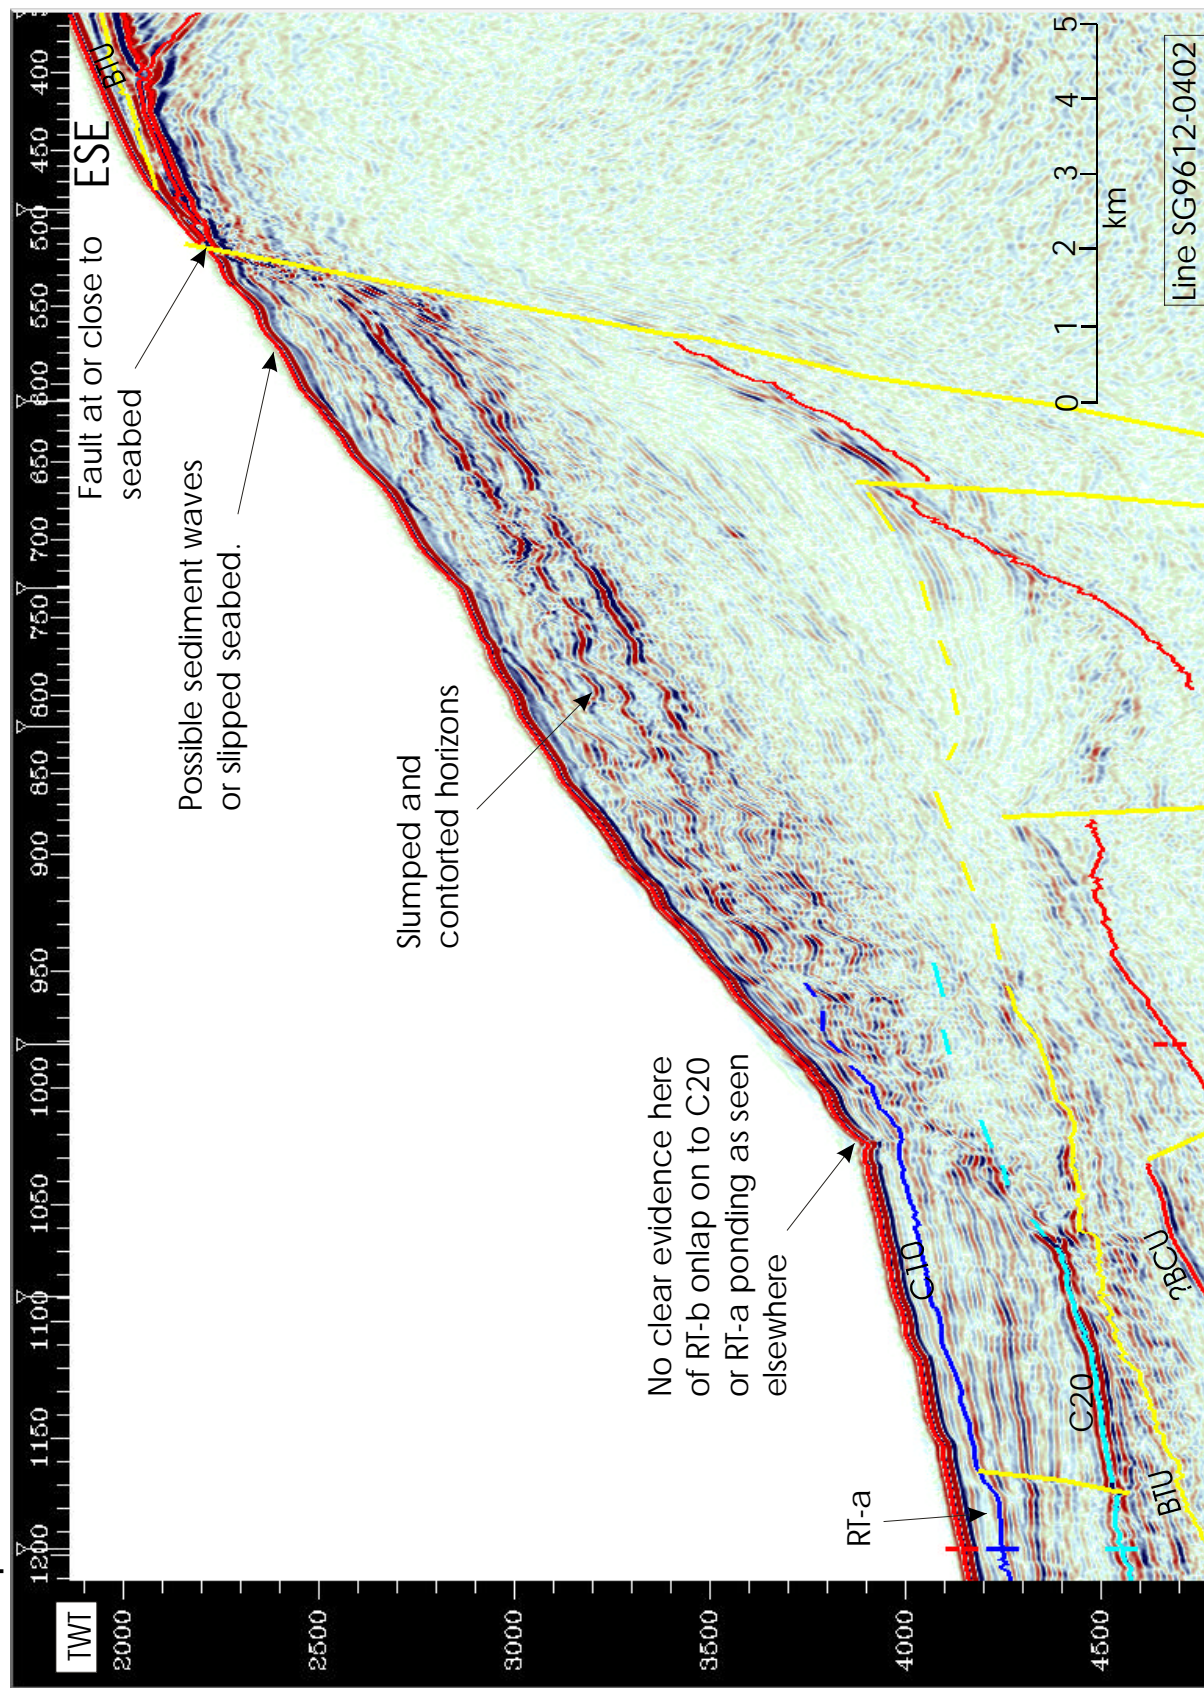 TWT
1200
1150
1100
1050
1000
950
900
850
800
750
700
650
600
550
500
450
400
2000
2500
3000
3500
4000
4500
BTU
ESE
Fault at or close to
seabed
Possible sediment waves
or slipped seabed.
Slumped and
contorted horizons
No clear evidence here
of RT-b onlap on to C20
or RT-a ponding as seen
elsewhere
RT-a
C10
C20
BTU
?BCU
0 1 2 3 4 5
km
Line SG9612-0402